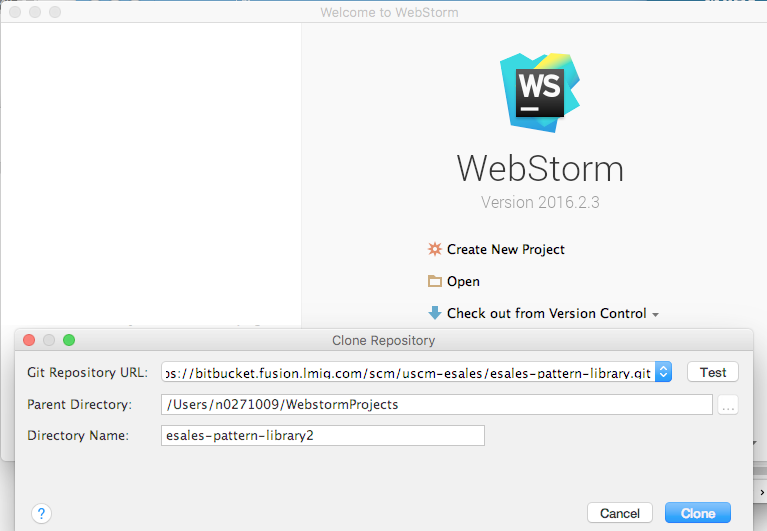 Welcome to WebStorm
WS
WebStorm
Version 2016.2.3
Create New Project
Open
Check out from Version Control
Clone Repository
Git Repository URL: ps://bitbucket.fusion.lmig.com/scm/uscm-esales/esales-pattern-library.git Test
Parent Directory: /Users/n0271009/WebstormProjects ...
Directory Name: esales-pattern-library2
? Cancel Clone